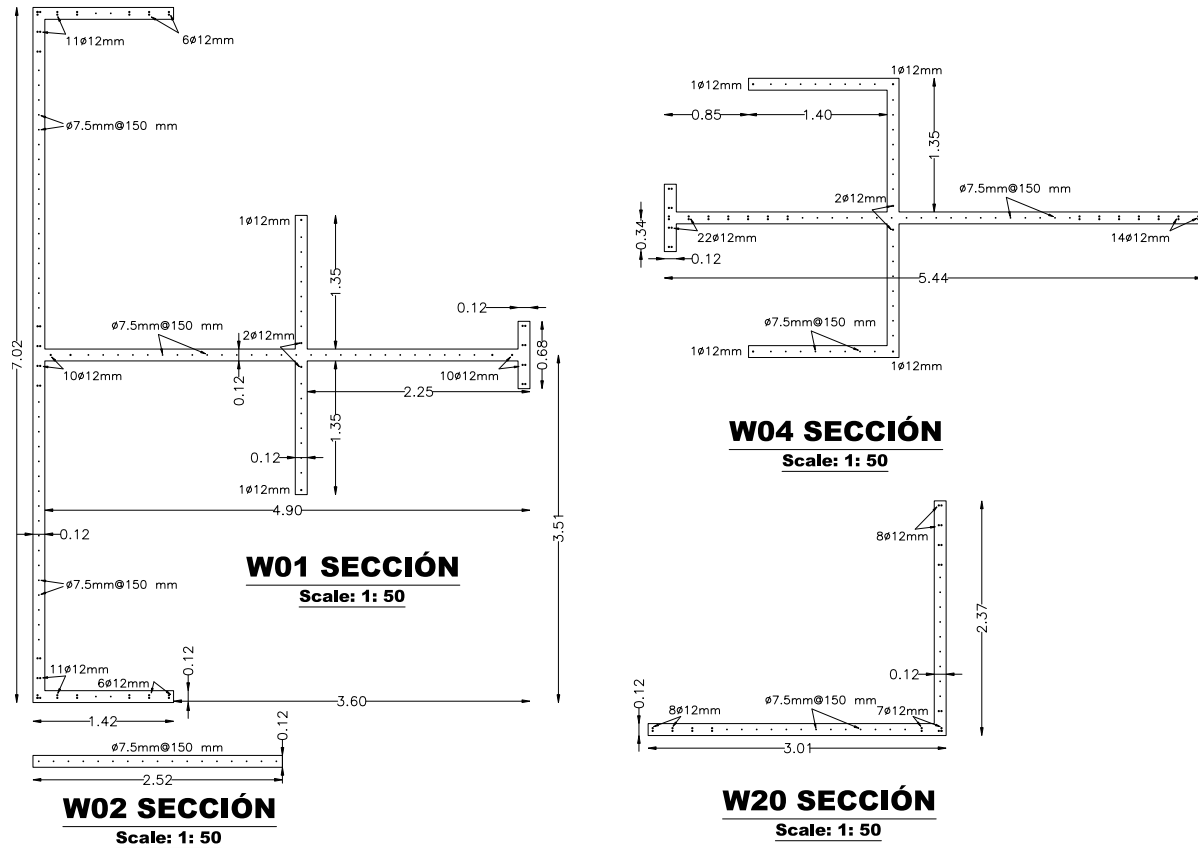 11ø12mm
6ø12mm
ø7.5mm@150 mm
7.02
1ø12mm
1.35
0.12
ø7.5mm@150 mm
2ø12mm
0.68
10ø12mm
0.12
10ø12mm
2.25
1.35
0.12
1ø12mm
4.90
3.51
0.12
ø7.5mm@150 mm
W01 SECCIÓN
Scale: 1: 50
11ø12mm
6ø12mm
0.12
3.60
1.42
ø7.5mm@150 mm
0.12
2.52
W02 SECCIÓN
Scale: 1: 50
1ø12mm
1ø12mm
0.85
1.40
1.35
ø7.5mm@150 mm
2ø12mm
0.34
22ø12mm
14ø12mm
0.12
5.44
ø7.5mm@150 mm
1ø12mm
1ø12mm
W04 SECCIÓN
Scale: 1: 50
8ø12mm
2.37
0.12
0.12
8ø12mm
ø7.5mm@150 mm
7ø12mm
3.01
W20 SECCIÓN
Scale: 1: 50